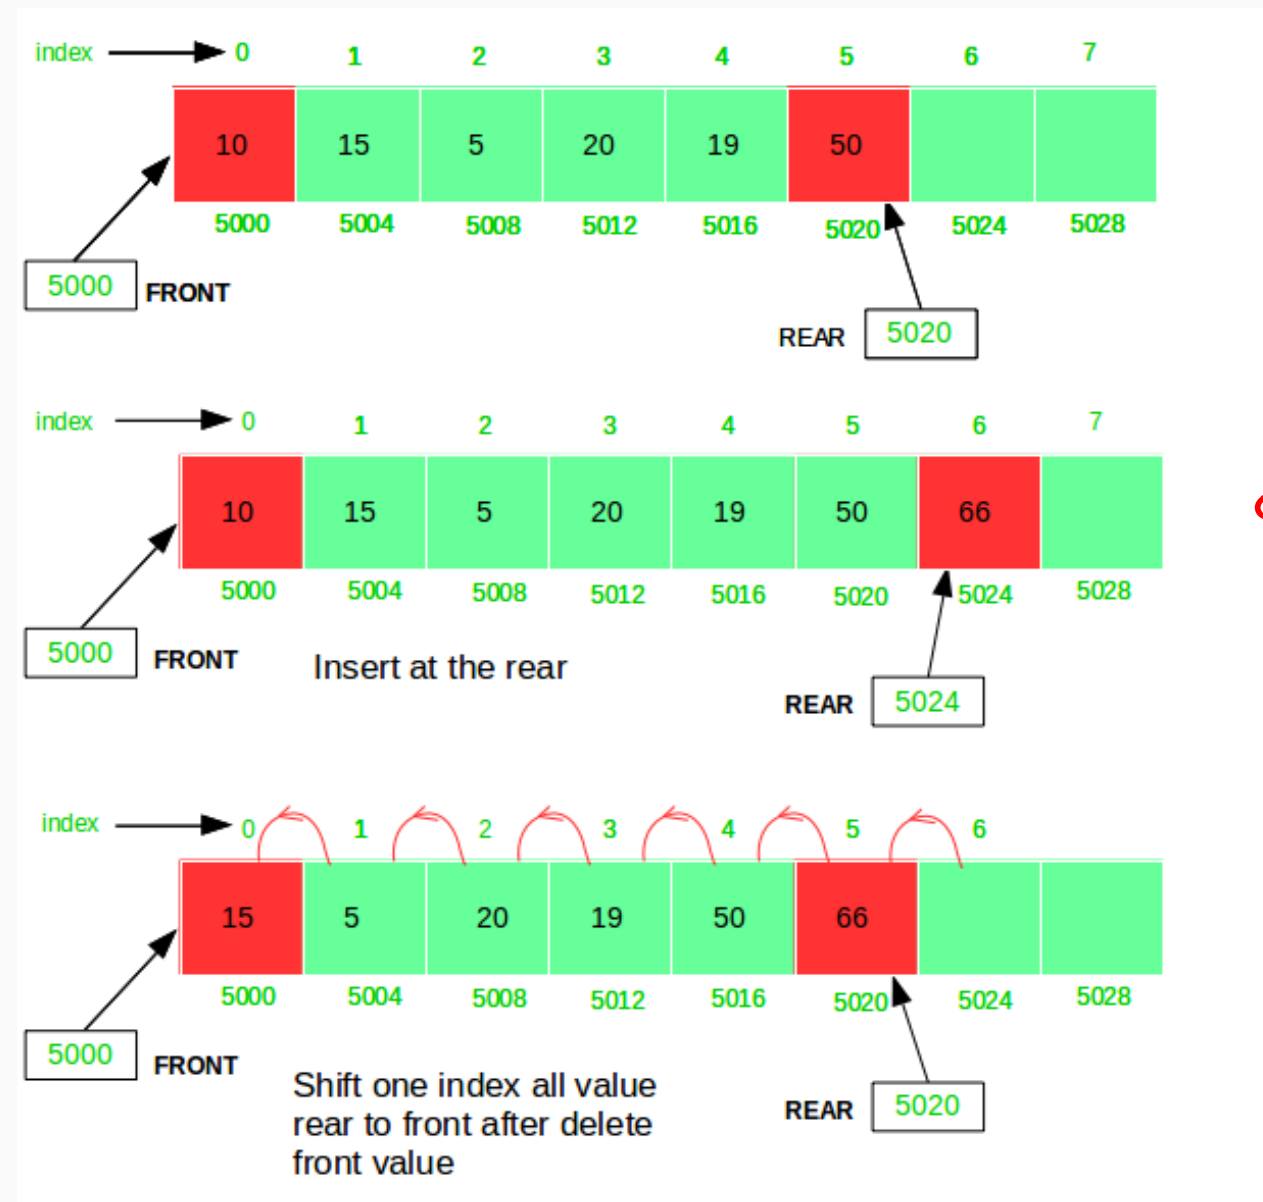 index 0 1 2 3 4 5 6 7
10 15 5 20 19 50
5000 5004 5008 5012 5016 5020 5024 5028
5000 FRONT
REAR 5020
index 0 1 2 3 4 5 6 7
10 15 5 20 19 50 66
5000 5004 5008 5012 5016 5020 5024 5028
5000 FRONT
Insert at the rear
REAR 5024
index 0 1 2 3 4 5 6
15 5 20 19 50 66
5000 5004 5008 5012 5016 5020 5024 5028
5000 FRONT
Shift one index all value
rear to front after delete
front value
REAR 5020